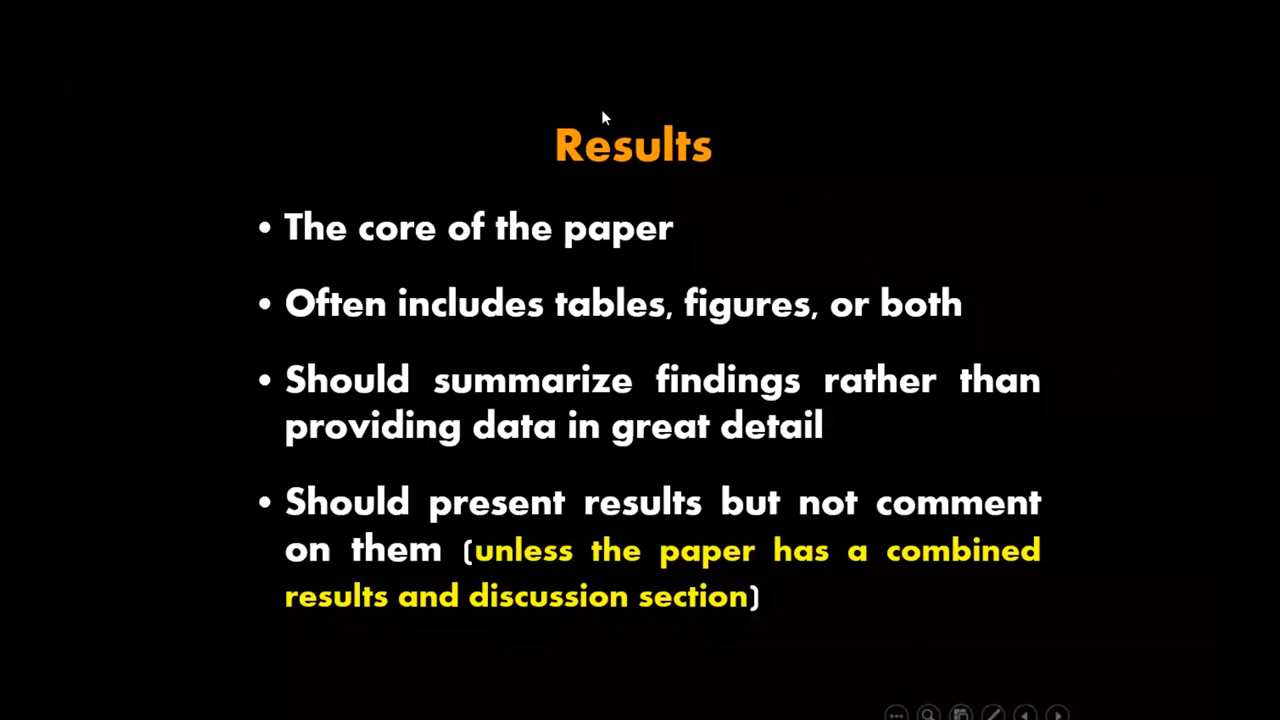 Results
• The core of the paper
• Often includes tables, figures, or both
• Should summarize findings rather than
providing data in great detail
• Should present results but not comment
on them (unless the paper has a combined
results and discussion section)